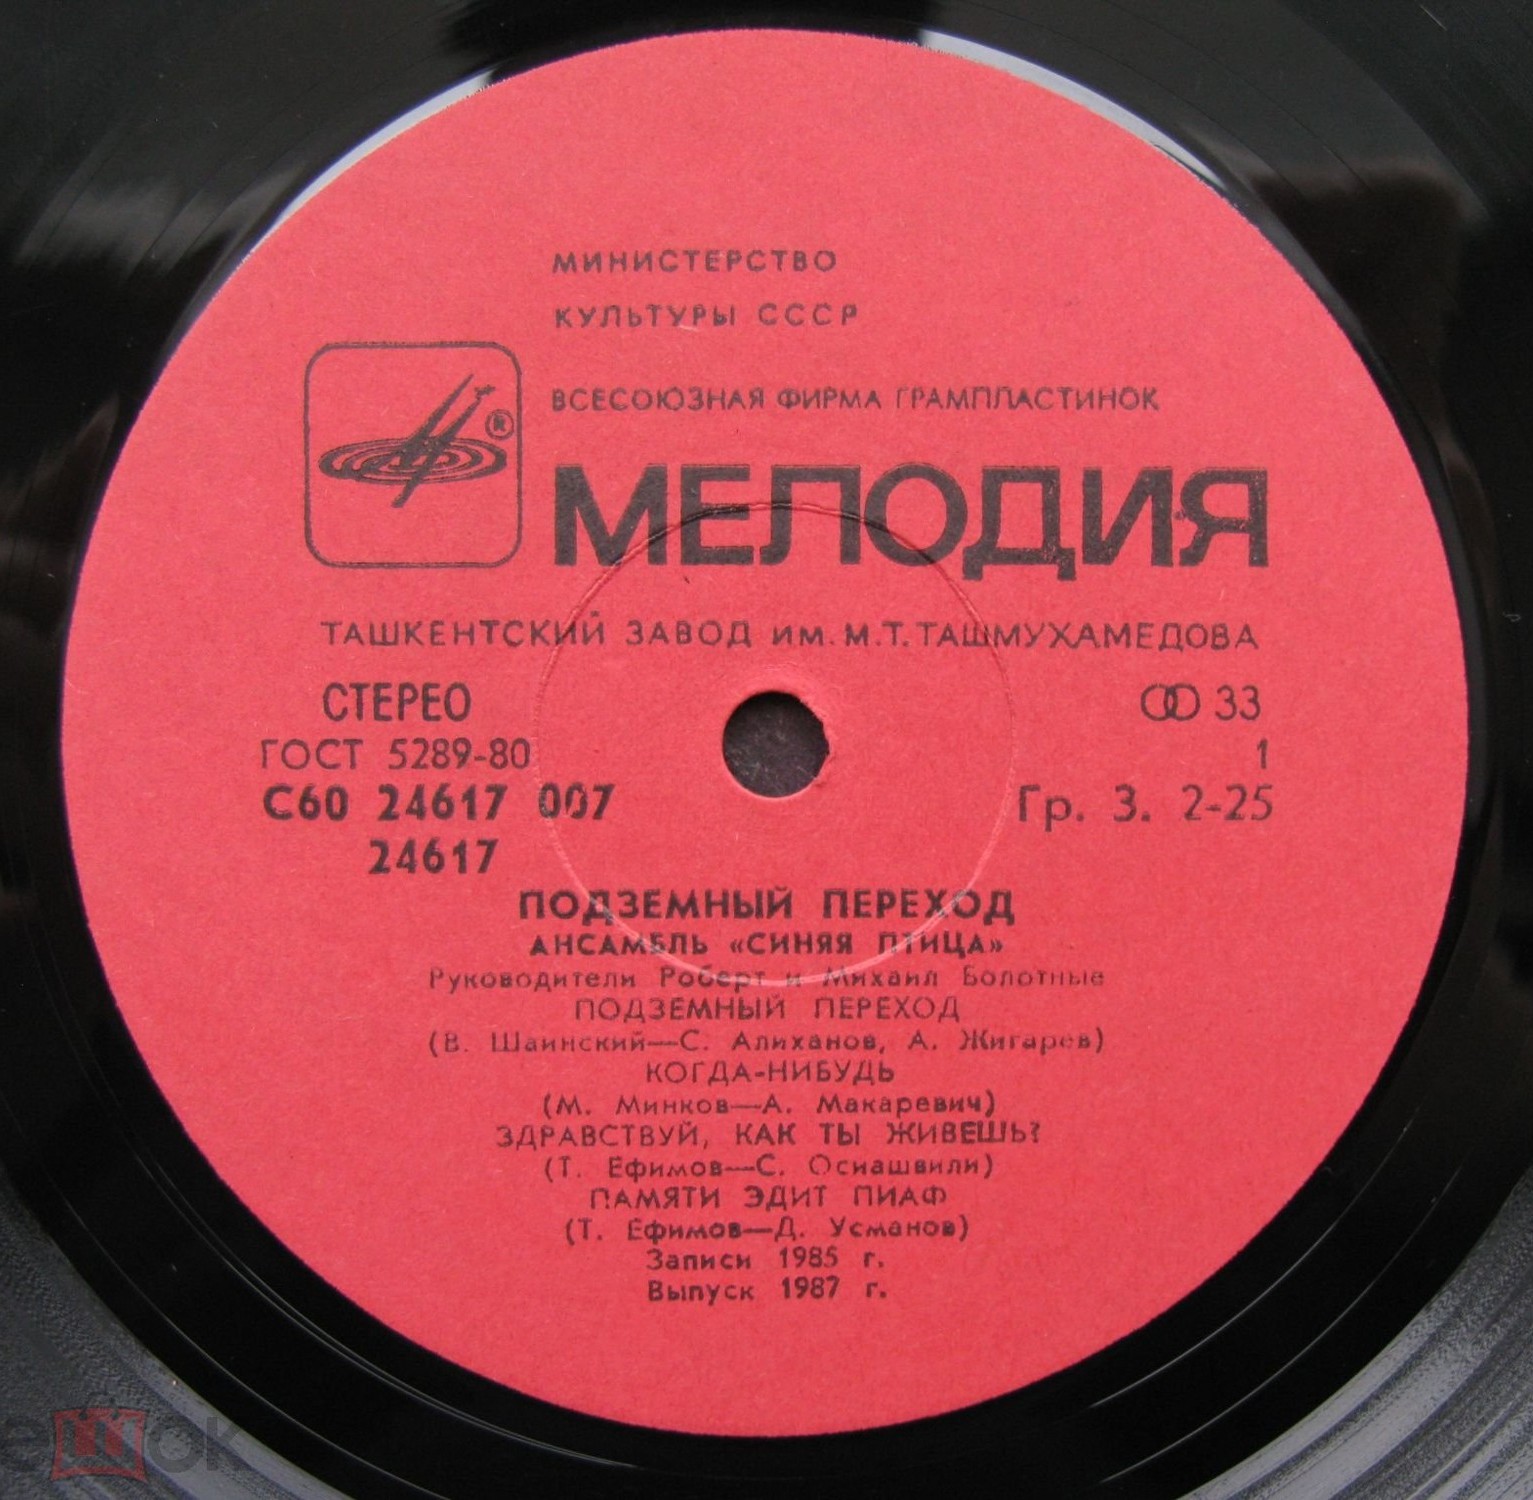 МИНИСТЕРСТВО
КУЛЬТУРЫ СССР
ВСЕСОЮЗНАЯ ФИРМА ГРАМПЛАСТИНОК
®
МЕЛОДИЯ
ТАШКЕНТСКИЙ ЗАВОД им. М.Т.ТАШМУХАМЕДОВА
СТЕРЕО 33
ГОСТ 5289-80 1
С60 24617 007 Гр. 3. 2-25
24617
ПОДЗЕМНЫЙ ПЕРЕХОД
АНСАМБЛЬ «СИНЯЯ ПТИЦА»
Руководители Роберт и Михаил Болотные
ПОДЗЕМНЫЙ ПЕРЕХОД
(В. Шаинский—С. Алиханов, А. Жигарев)
КОГДА-НИБУДЬ
(М. Минков—А. Макаревич)
ЗДРАВСТВУЙ, КАК ТЫ ЖИВЕШЬ?
(Т. Ефимов—С. Осиашвили)
ПАМЯТИ ЭДИТ ПИАФ
(Т. Ефимов—Д. Усманов)
Записи 1985 г.
Выпуск 1987 г.
мешок